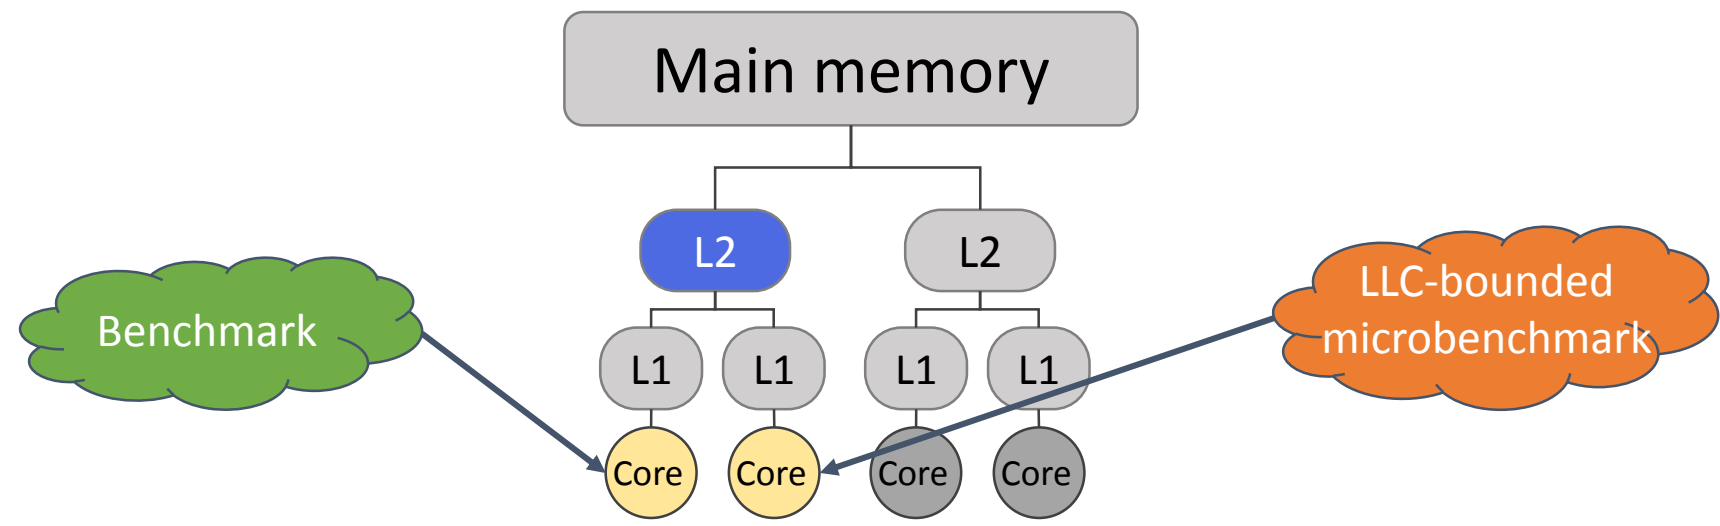 Main memory
L2
L2
Benchmark
LLC-bounded
microbenchmark
L1
L1
L1
L1
Core
Core
Core
Core